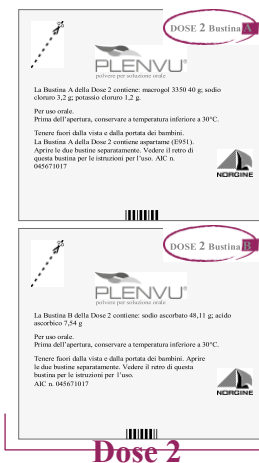 DOSE 2 Bustina A
PLENVU®
polvere per soluzione orale
La Bustina A della Dose 2 contiene: macrogol 3350 40 g; sodio
cloruro 3,2 g; potassio cloruro 1,2 g.
Per uso orale.
Prima dell’apertura, conservare a temperatura inferiore a 30°C.
Tenere fuori dalla vista e dalla portata dei bambini.
La Bustina A della Dose 2 contiene aspartame (E951).
Aprire le due bustine separatamente. Vedere il retro di
questa bustina per le istruzioni per l’uso. AIC n.
045671017
NORGINE
DOSE 2 Bustina B
PLENVU®
polvere per soluzione orale
La Bustina B della Dose 2 contiene: sodio ascorbato 48,11 g; acido
ascorbico 7,54 g
Per uso orale.
Prima dell’apertura, conservare a temperatura inferiore a 30°C.
Tenere fuori dalla vista e dalla portata dei bambini. Aprire
le due bustine separatamente. Vedere il retro di questa
bustina per le istruzioni per l’uso.
AIC n. 045671017
NORGINE
Dose 2